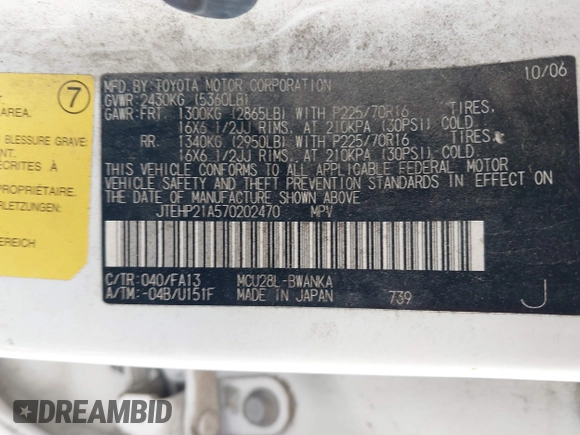 7
AREA.
BLESSURE GRAVE
ENT.
ÉCRITES À
PROPRIÉTAIRE.
ERLETZUNGS
BEREICH
MFD. BY: TOYOTA MOTOR CORPORATION 10/06
GVWR: 2430KG (5360LB)
GAWR: FRT. 1300KG (2865LB) WITH P225/70R16 TIRES,
16X6 1/2JJ RIMS, AT 210KPA (30PSI) COLD.
RR. 1340KG (2950LB) WITH P225/70R16 TIRES,
16X6 1/2JJ RIMS, AT 210KPA (30PSI) COLD.
THIS VEHICLE CONFORMS TO ALL APPLICABLE FEDERAL MOTOR
VEHICLE SAFETY AND THEFT PREVENTION STANDARDS IN EFFECT ON
THE DATE OF MANUFACTURE SHOWN ABOVE.
JTEHP21A570202470 MPV
C/TR: 040/FA13 MCU28L-BWANKA
A/TM: -04B/U151F MADE IN JAPAN 739 J
DREAMBID